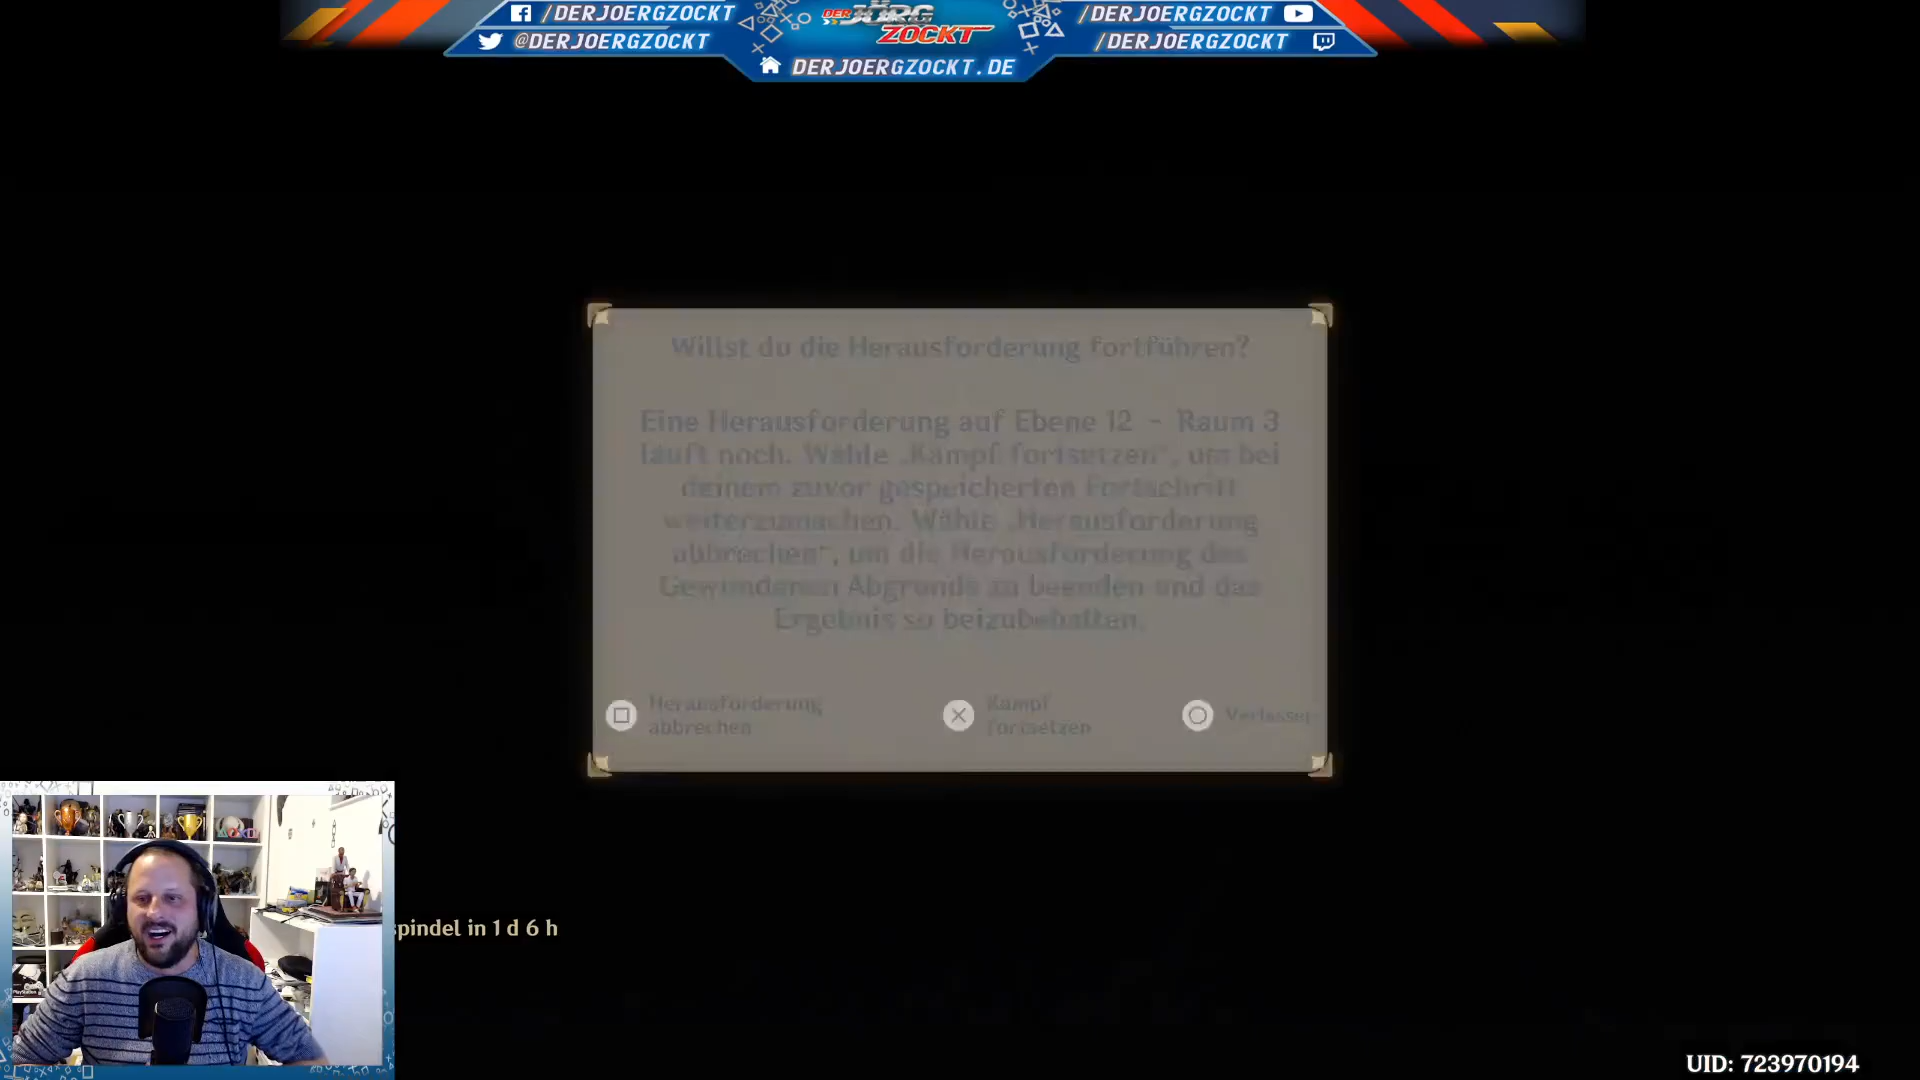 /DERJOERGZOCKT
DER JÖRG ZOCKT
/DERJOERGZOCKT
@DERJOERGZOCKT
/DERJOERGZOCKT
DERJOERGZOCKT.DE
Willst du die Herausforderung fortführen?
Eine Herausforderung auf Ebene 12 - Raum 3
läuft noch. Wähle „Kampf fortsetzen“, um bei
deinem zuvor gespeicherten Fortschritt
weiterzumachen. Wähle „Herausforderung
abbrechen“, um die Herausforderung des
Gewundenen Abgrunds zu beenden und das
Ergebnis so beizubehalten.
Herausforderung
abbrechen
Kampf
fortsetzen
Verlassen
spindel in 1 d 6 h
UID: 723970194